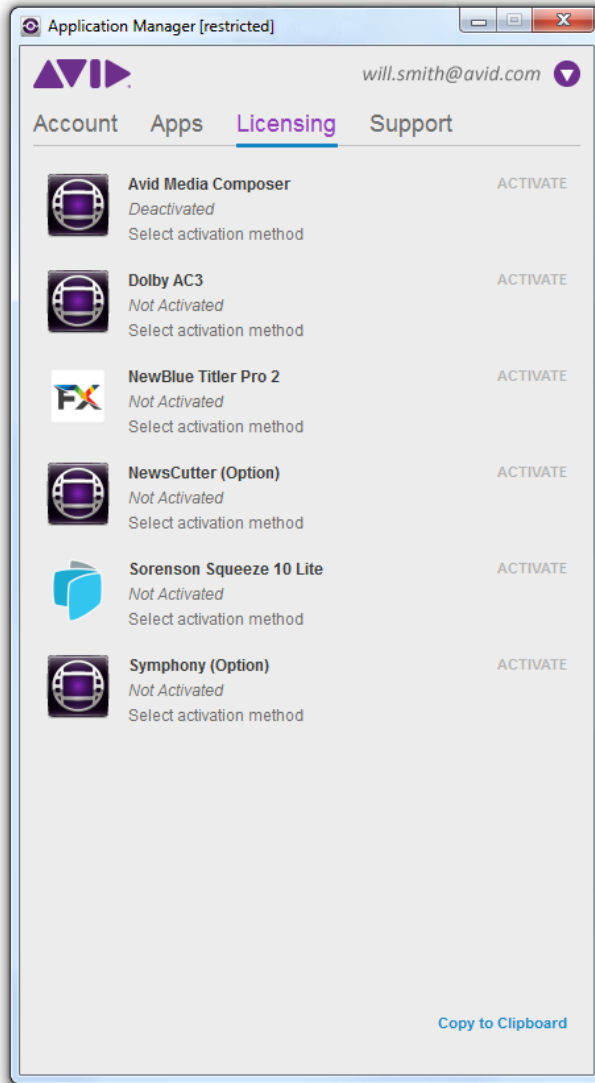 Application Manager [restricted]
AVID.
will.smith@avid.com
Account Apps Licensing Support
Avid Media Composer ACTIVATE
Deactivated
Select activation method
Dolby AC3 ACTIVATE
Not Activated
Select activation method
FX NewBlue Titler Pro 2 ACTIVATE
Not Activated
Select activation method
NewsCutter (Option) ACTIVATE
Not Activated
Select activation method
Sorenson Squeeze 10 Lite ACTIVATE
Not Activated
Select activation method
Symphony (Option) ACTIVATE
Not Activated
Select activation method
Copy to Clipboard